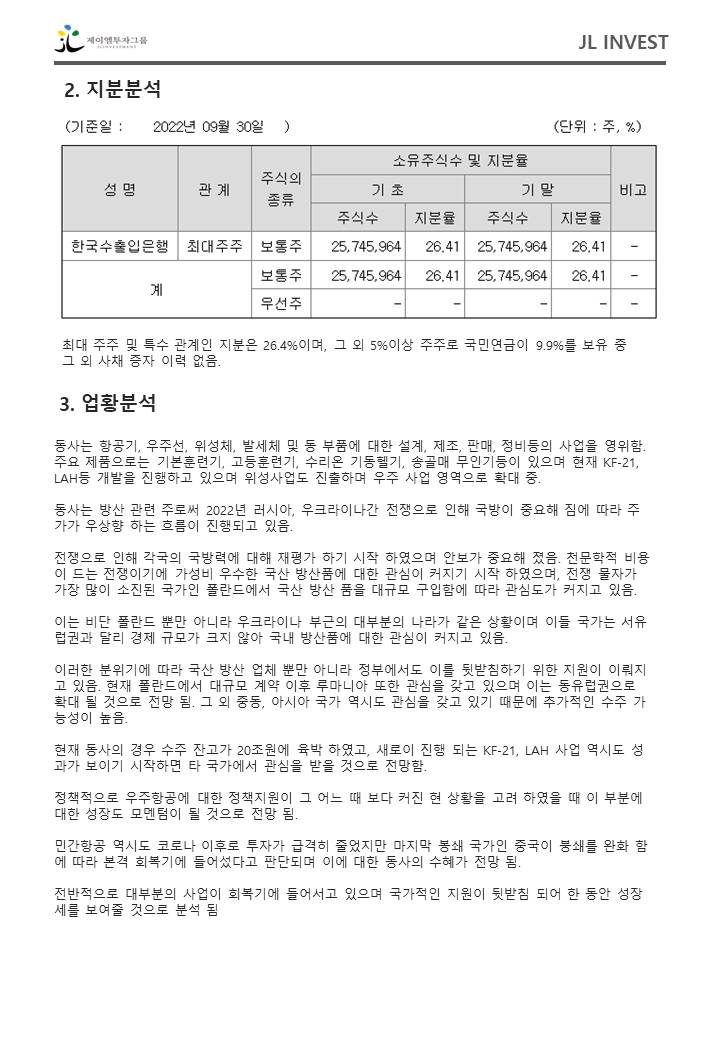 제이엘투자그룹
JLINVESTMENT
JL INVEST
2. 지분분석
(기준일 : 2022년 09월 30일 )
(단위 : 주, %)
성 명 관 계 주식의 종류 소유주식수 및 지분율 비고
기 초 기 말
주식수 지분율 주식수 지분율
한국수출입은행 최대주주 보통주 25,745,964 26.41 25,745,964 26.41 -
계 보통주 25,745,964 26.41 25,745,964 26.41 -
우선주 - - - - -
최대 주주 및 특수 관계인 지분은 26.4%이며, 그 외 5%이상 주주로 국민연금이 9.9%를 보유 중
그 외 사채 증자 이력 없음.
3. 업황분석
동사는 항공기, 우주선, 위성체, 발세체 및 동 부품에 대한 설계, 제조, 판매, 정비등의 사업을 영위함.
주요 제품으로는 기본훈련기, 고등훈련기, 수리온 기동헬기, 송골매 무인기등이 있으며 현재 KF-21,
LAH등 개발을 진행하고 있으며 위성사업도 진출하며 우주 사업 영역으로 확대 중.
동사는 방산 관련 주로써 2022년 러시아, 우크라이나간 전쟁으로 인해 국방이 중요해 짐에 따라 주
가가 우상향 하는 흐름이 진행되고 있음.
전쟁으로 인해 각국의 국방력에 대해 재평가 하기 시작 하였으며 안보가 중요해 졌음. 천문학적 비용
이 드는 전쟁이기에 가성비 우수한 국산 방산품에 대한 관심이 커지기 시작 하였으며, 전쟁 물자가
가장 많이 소진된 국가인 폴란드에서 국산 방산 품을 대규모 구입함에 따라 관심도가 커지고 있음.
이는 비단 폴란드 뿐만 아니라 우크라이나 부근의 대부분의 나라가 같은 상황이며 이들 국가는 서유
럽권과 달리 경제 규모가 크지 않아 국내 방산품에 대한 관심이 커지고 있음.
이러한 분위기에 따라 국산 방산 업체 뿐만 아니라 정부에서도 이를 뒷받침하기 위한 지원이 이뤄지
고 있음. 현재 폴란드에서 대규모 계약 이후 루마니아 또한 관심을 갖고 있으며 이는 동유럽권으로
확대 될 것으로 전망 됨. 그 외 중동, 아시아 국가 역시도 관심을 갖고 있기 때문에 추가적인 수주 가
능성이 높음.
현재 동사의 경우 수주 잔고가 20조원에 육박 하였고, 새로이 진행 되는 KF-21, LAH 사업 역시도 성
과가 보이기 시작하면 타 국가에서 관심을 받을 것으로 전망함.
정책적으로 우주항공에 대한 정책지원이 그 어느 때 보다 커진 현 상황을 고려 하였을 때 이 부분에
대한 성장도 모멘텀이 될 것으로 전망 됨.
민간항공 역시도 코로나 이후로 투자가 급격히 줄었지만 마지막 봉쇄 국가인 중국이 붕쇄를 완화 함
에 따라 본격 회복기에 들어섰다고 판단되며 이에 대한 동사의 수혜가 전망 됨.
전반적으로 대부분의 사업이 회복기에 들어서고 있으며 국가적인 지원이 뒷받침 되어 한 동안 성장
세를 보여줄 것으로 분석 됨